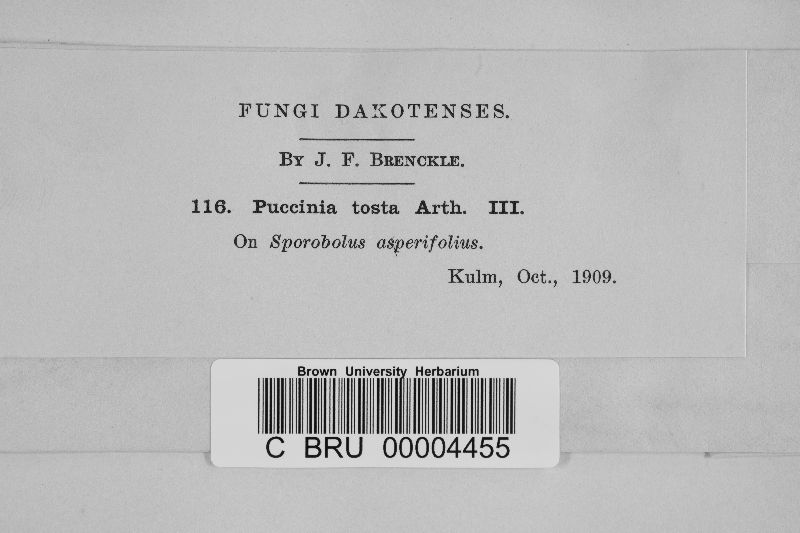 FUNGI DAKOTENSES.
BY J. F. BRENCKLE.
116. Puccinia tosta Arth. III.
On Sporobolus asperifolius.
Kulm, Oct., 1909.
Brown University Herbarium
C BRU 00004455